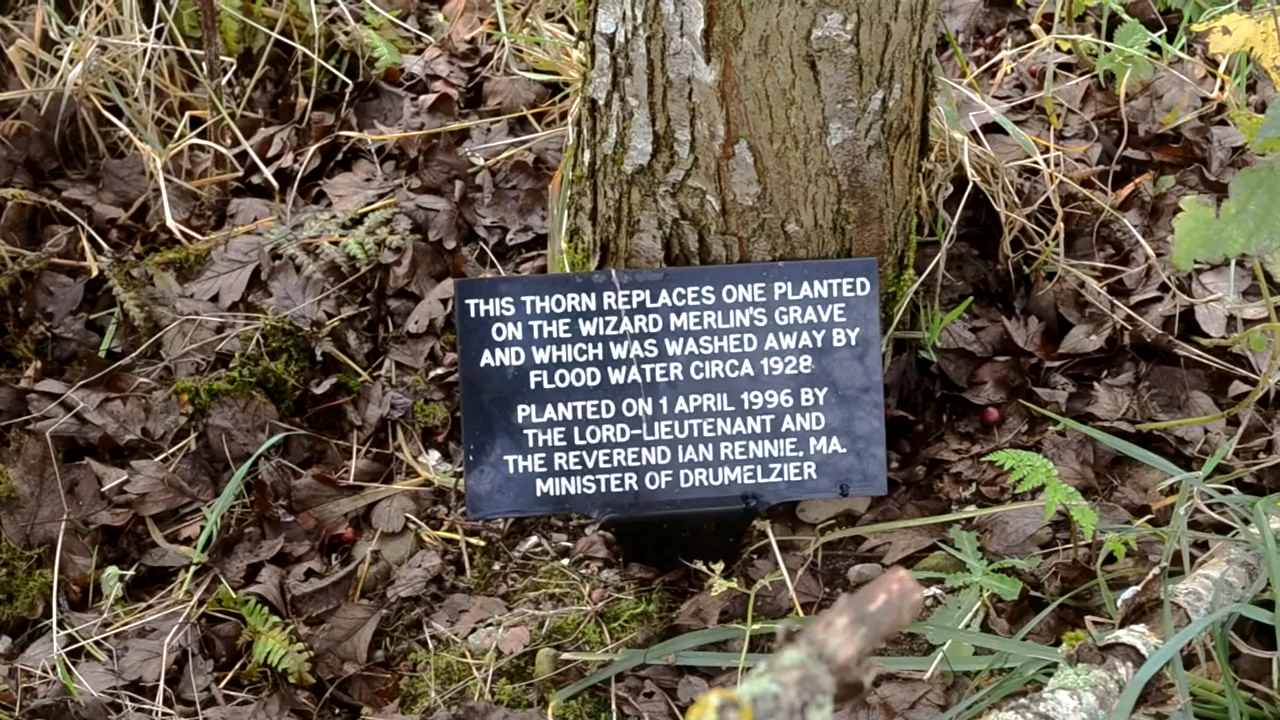 THIS THORN REPLACES ONE PLANTED
ON THE WIZARD MERLIN'S GRAVE
AND WHICH WAS WASHED AWAY BY
FLOOD WATER CIRCA 1928
PLANTED ON 1 APRIL 1996 BY
THE LORD-LIEUTENANT AND
THE REVEREND IAN RENNIE, MA.
MINISTER OF DRUMELZIER